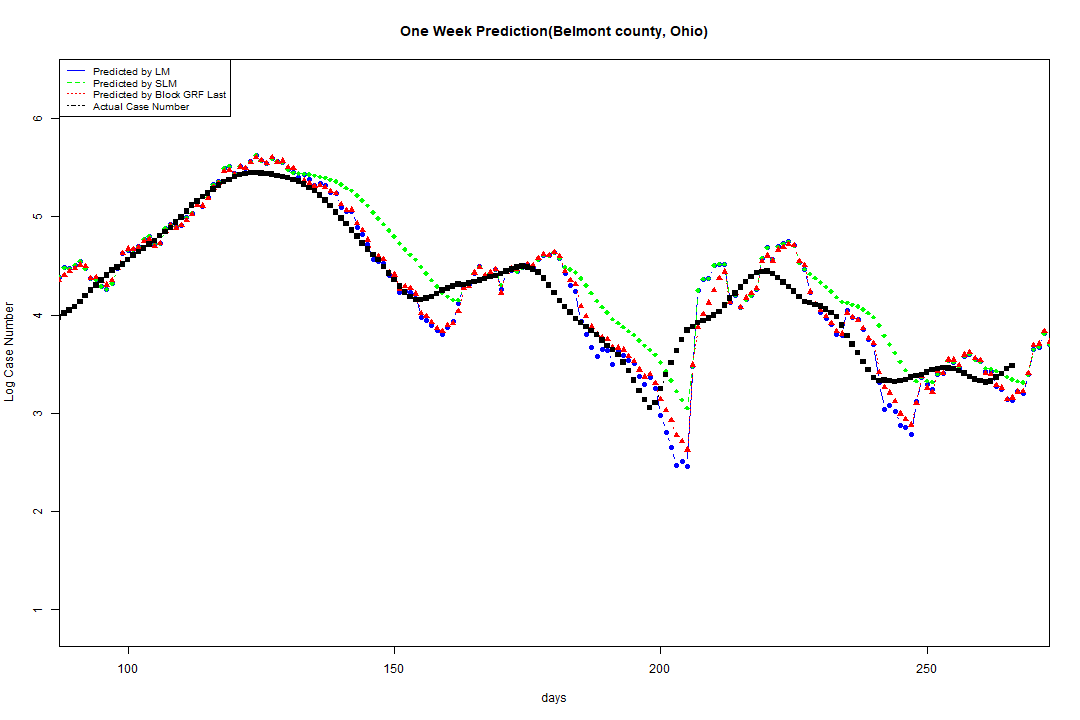 One Week Prediction(Belmont county, Ohio)
Predicted by LM
Predicted by SLM
Predicted by Block GRF Last
Actual Case Number
6
5
4
3
2
1
Log Case Number
100 150 200 250
days